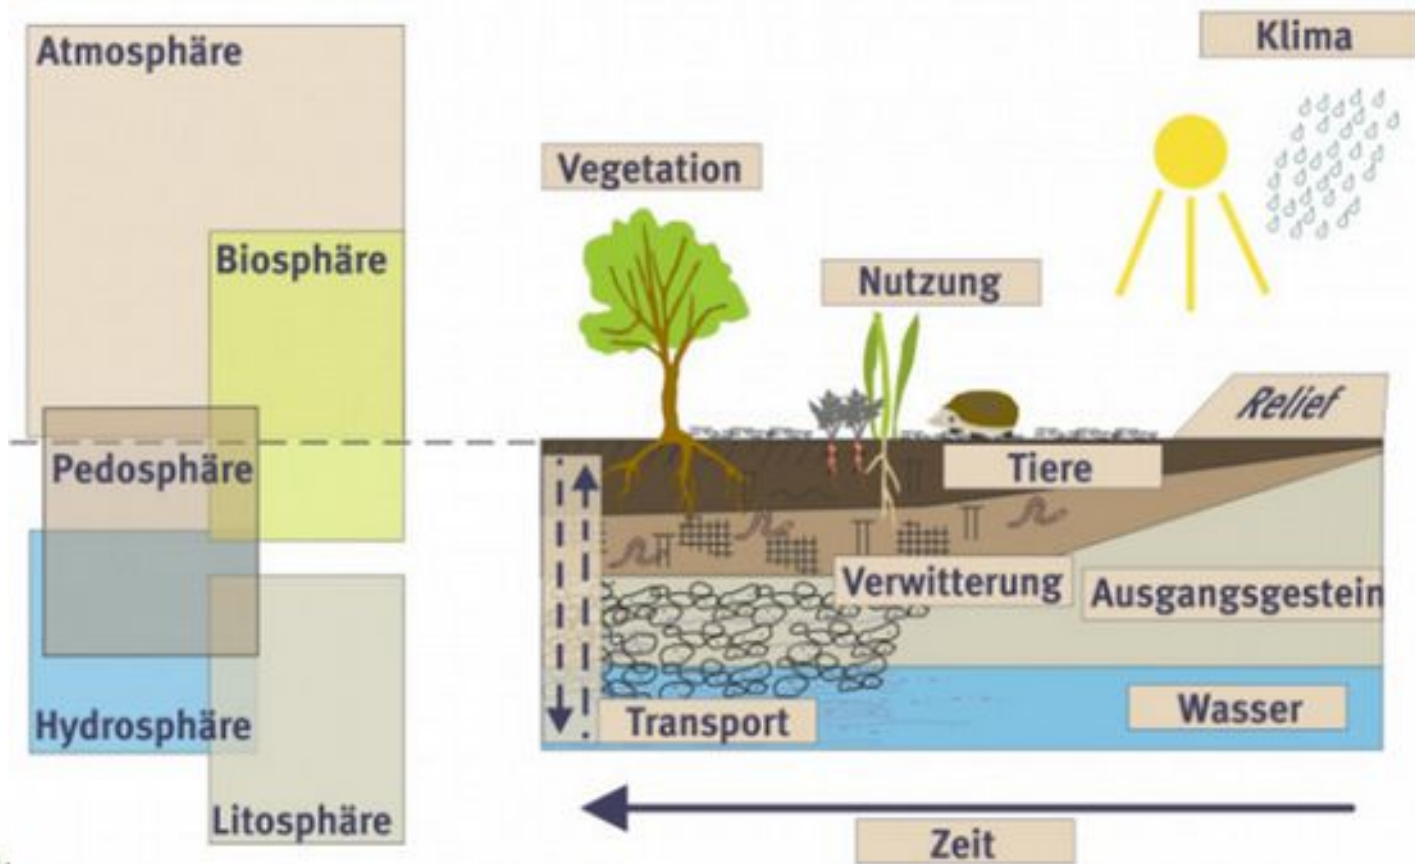 Atmosphäre
Biosphäre
Pedosphäre
Hydrosphäre
Litosphäre
Klima
Vegetation
Nutzung
Relief
Tiere
Verwitterung
Ausgangsgestein
Transport
Wasser
Zeit